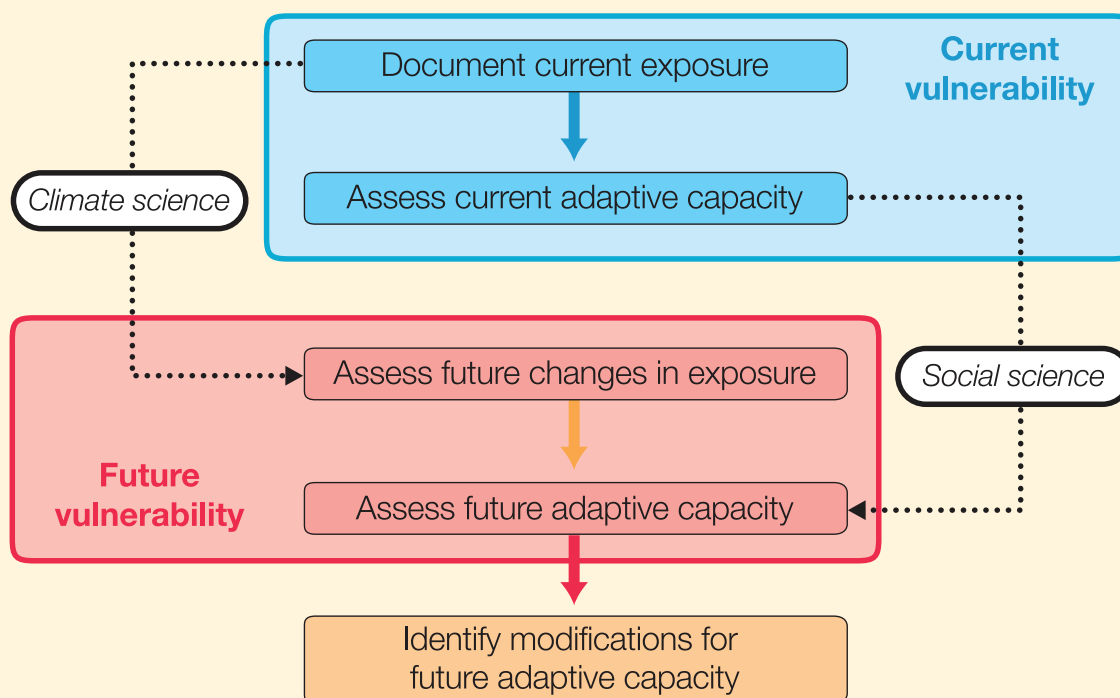 Document current exposure
Current
vulnerability
Assess current adaptive capacity
Climate science
Assess future changes in exposure
Social science
Future
vulnerability
Assess future adaptive capacity
Identify modifications for
future adaptive capacity